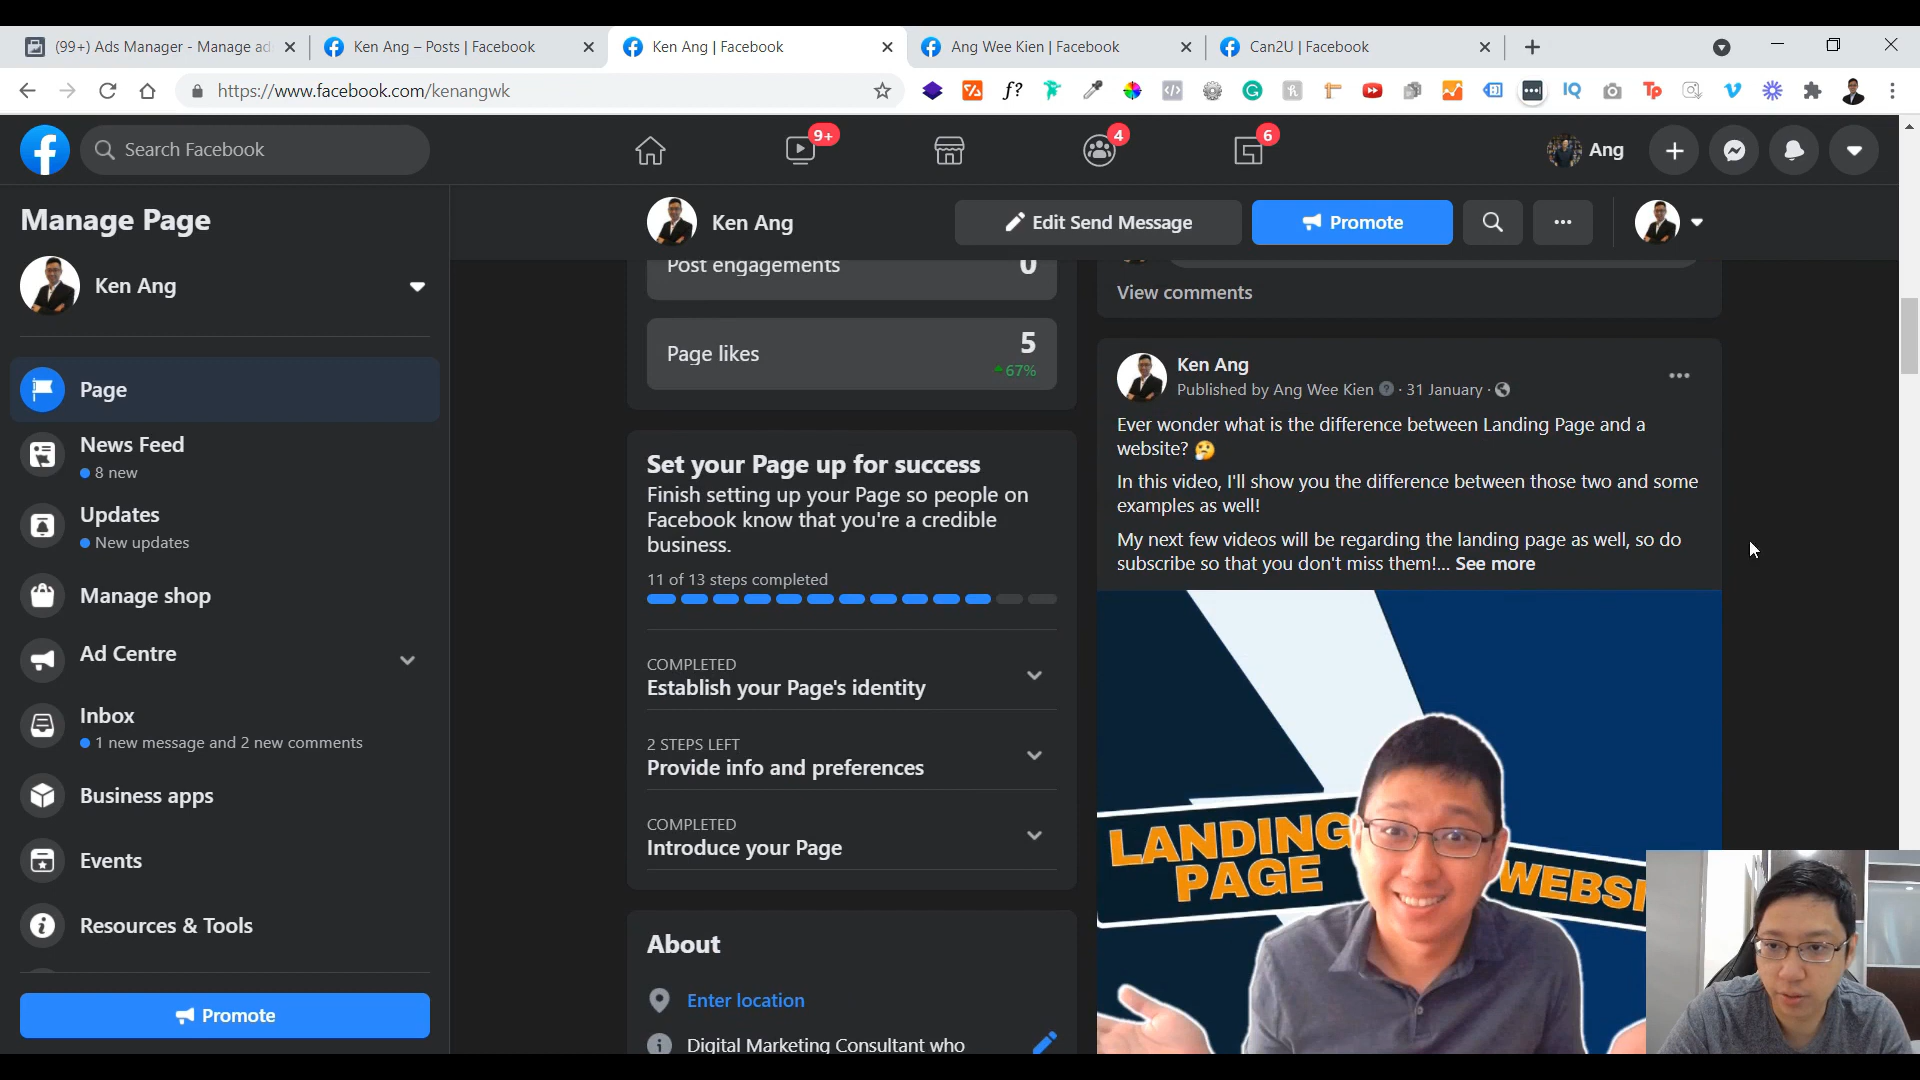 (99+) Ads Manager - Manage ad
Ken Ang – Posts | Facebook
Ken Ang | Facebook
Ang Wee Kien | Facebook
Can2U | Facebook
https://www.facebook.com/kenangwk
f?
IQ
Tp
Search Facebook
9+
4
6
Ang
Manage Page
Ken Ang
Page
News Feed
8 new
Updates
New updates
Manage shop
Ad Centre
Inbox
1 new message and 2 new comments
Business apps
Events
Resources & Tools
Promote
Ken Ang
Edit Send Message
Promote
Post engagements 0
Page likes 5
67%
Set your Page up for success
Finish setting up your Page so people on
Facebook know that you're a credible
business.
11 of 13 steps completed
COMPLETED
Establish your Page's identity
2 STEPS LEFT
Provide info and preferences
COMPLETED
Introduce your Page
About
Enter location
Digital Marketing Consultant who
View comments
Ken Ang
Published by Ang Wee Kien · 31 January ·
Ever wonder what is the difference between Landing Page and a
website? 🤔
In this video, I'll show you the difference between those two and some
examples as well!
My next few videos will be regarding the landing page as well, so do
subscribe so that you don't miss them!... See more
LANDING
PAGE
WEBSI